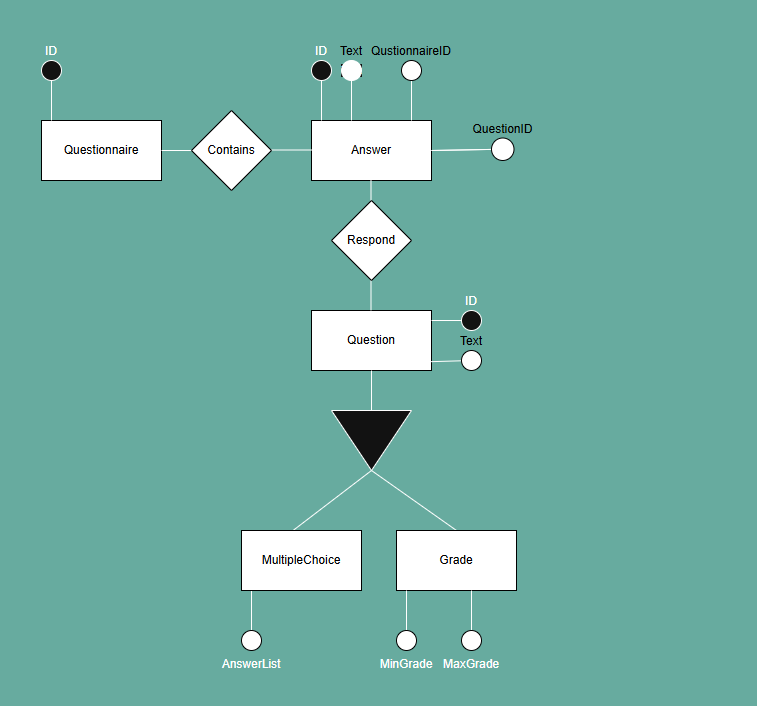 ID
ID
Text
QustionnaireID
Questionnaire
Contains
Answer
QuestionID
Respond
Question
ID
Text
MultipleChoice
Grade
AnswerList
MinGrade
MaxGrade